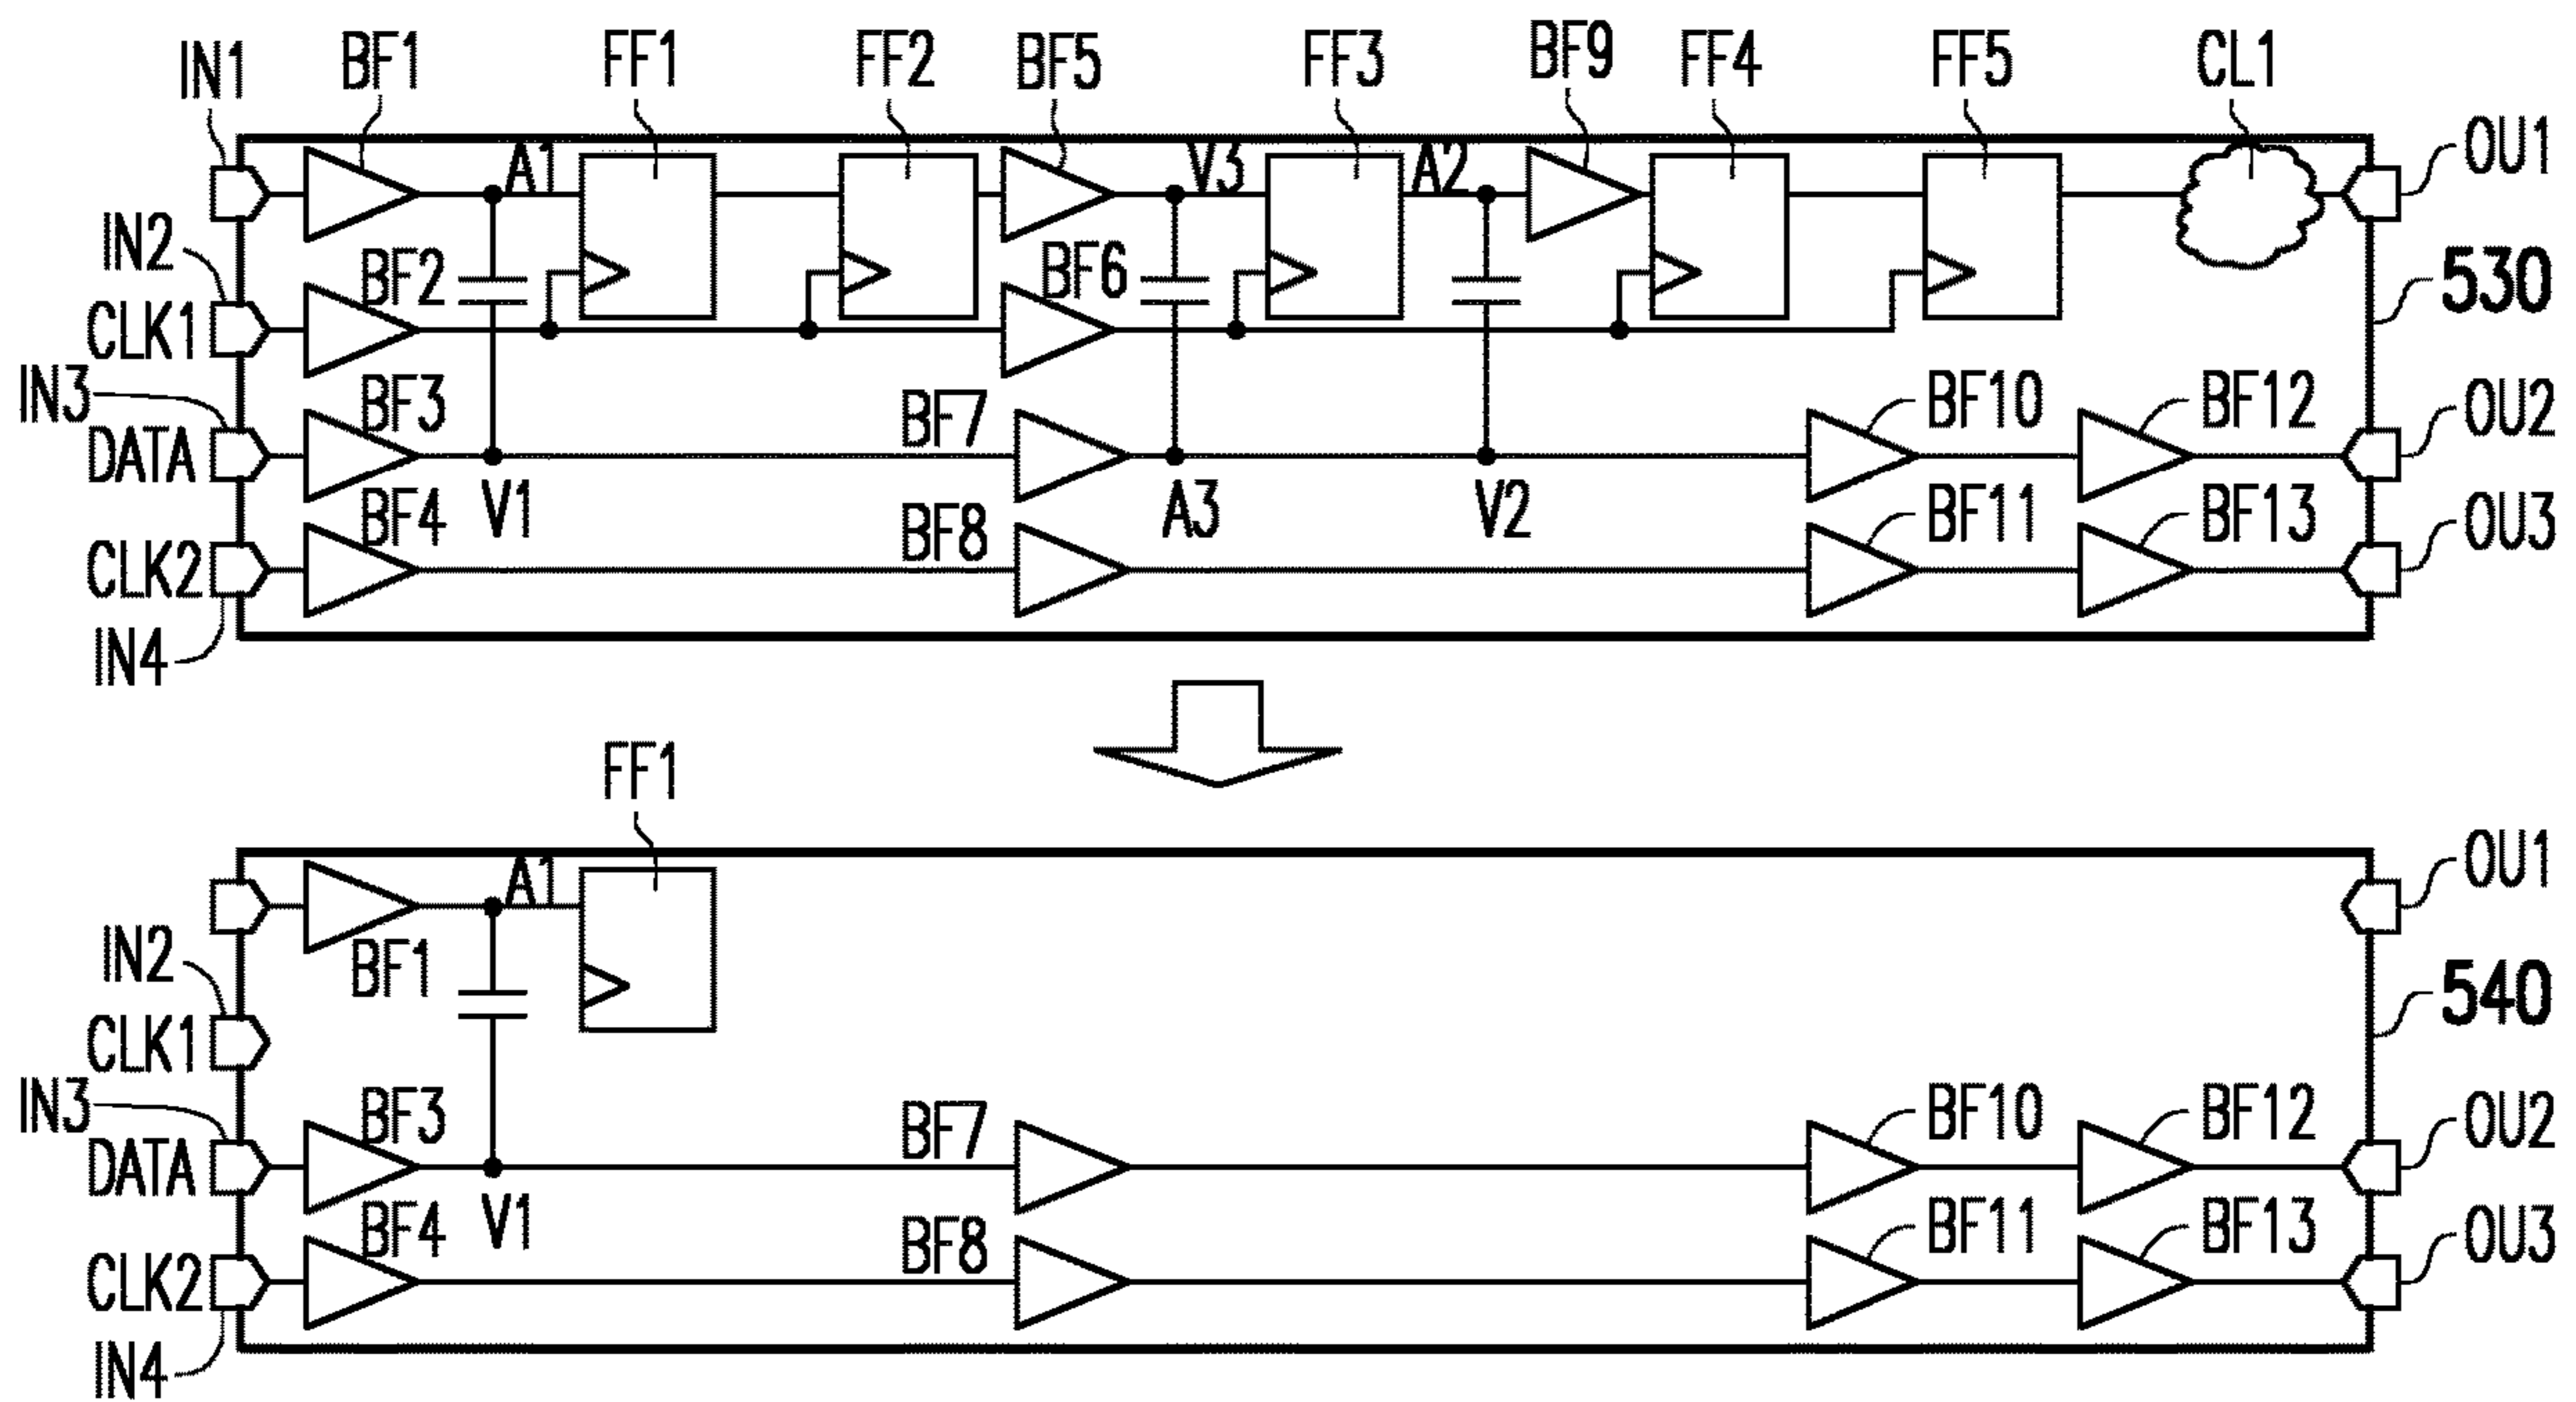 IN1 BF1 FF1 FF2 BF5 FF3 BF9 FF4 FF5 CL1
A1 V3 A2 OU1
IN2 BF2 BF6 530
CLK1
IN3 BF3 BF7 BF10 BF12 OU2
DATA
BF4 V1 BF8 A3 V2 BF11 BF13 OU3
CLK2
IN4
FF1
A1 OU1
IN2 BF1 540
CLK1
IN3 BF3 BF7 BF10 BF12 OU2
DATA
BF4 V1 BF8 BF11 BF13 OU3
CLK2
IN4